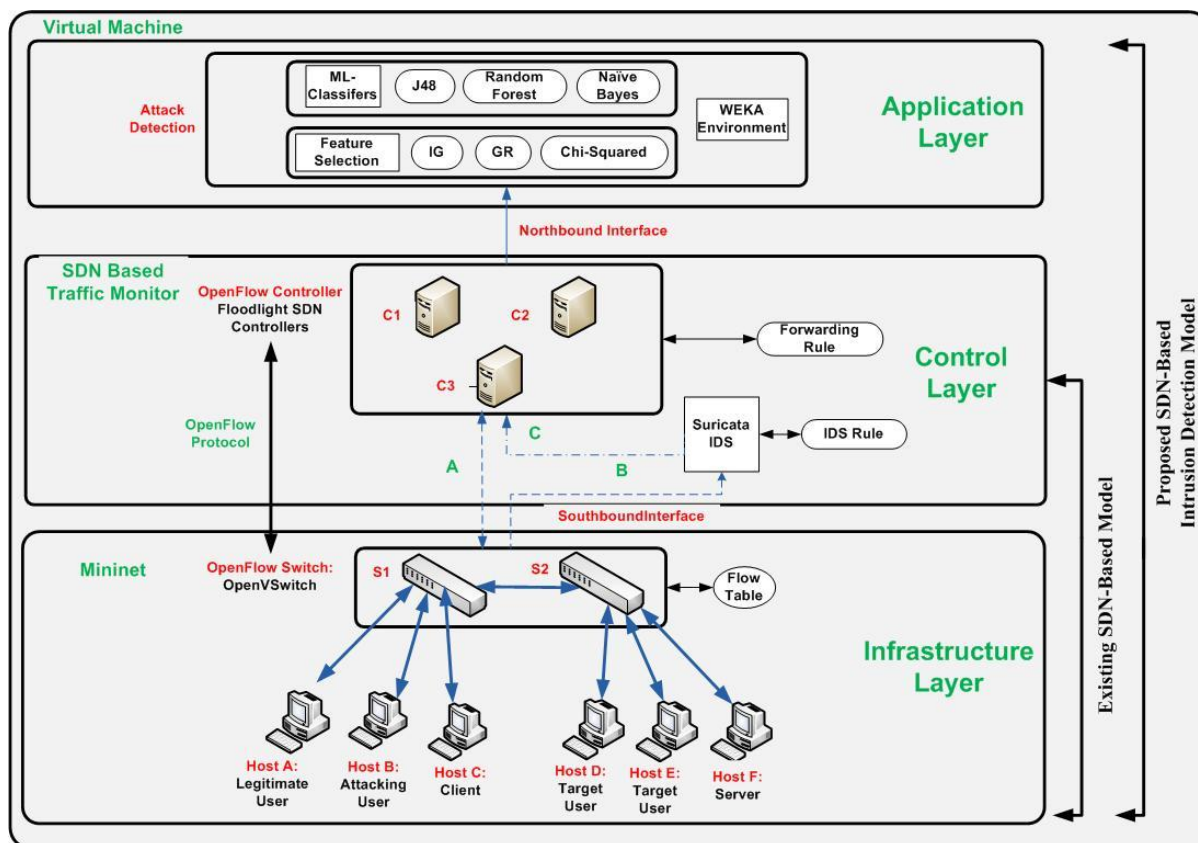 Virtual Machine
ML-
Classifers
J48
Random
Forest
Naïve
Bayes
Attack
Detection
WEKA
Environment
Feature
Selection
IG
GR
Chi-Squared
Application
Layer
Northbound Interface
SDN Based
Traffic Monitor
OpenFlow Controller
Floodlight SDN
Controllers
C1
C2
C3
Forwarding
Rule
Control
Layer
OpenFlow
Protocol
A
C
B
Suricata
IDS
IDS Rule
SouthboundInterface
Mininet
OpenFlow Switch:
OpenVSwitch
S1
S2
Flow
Table
Infrastructure
Layer
Host A:
Legitimate
User
Host B:
Attacking
User
Host C:
Client
Host D:
Target
User
Host E:
Target
User
Host F:
Server
Existing SDN-Based Model
Proposed SDN-Based
Intrusion Detection Model